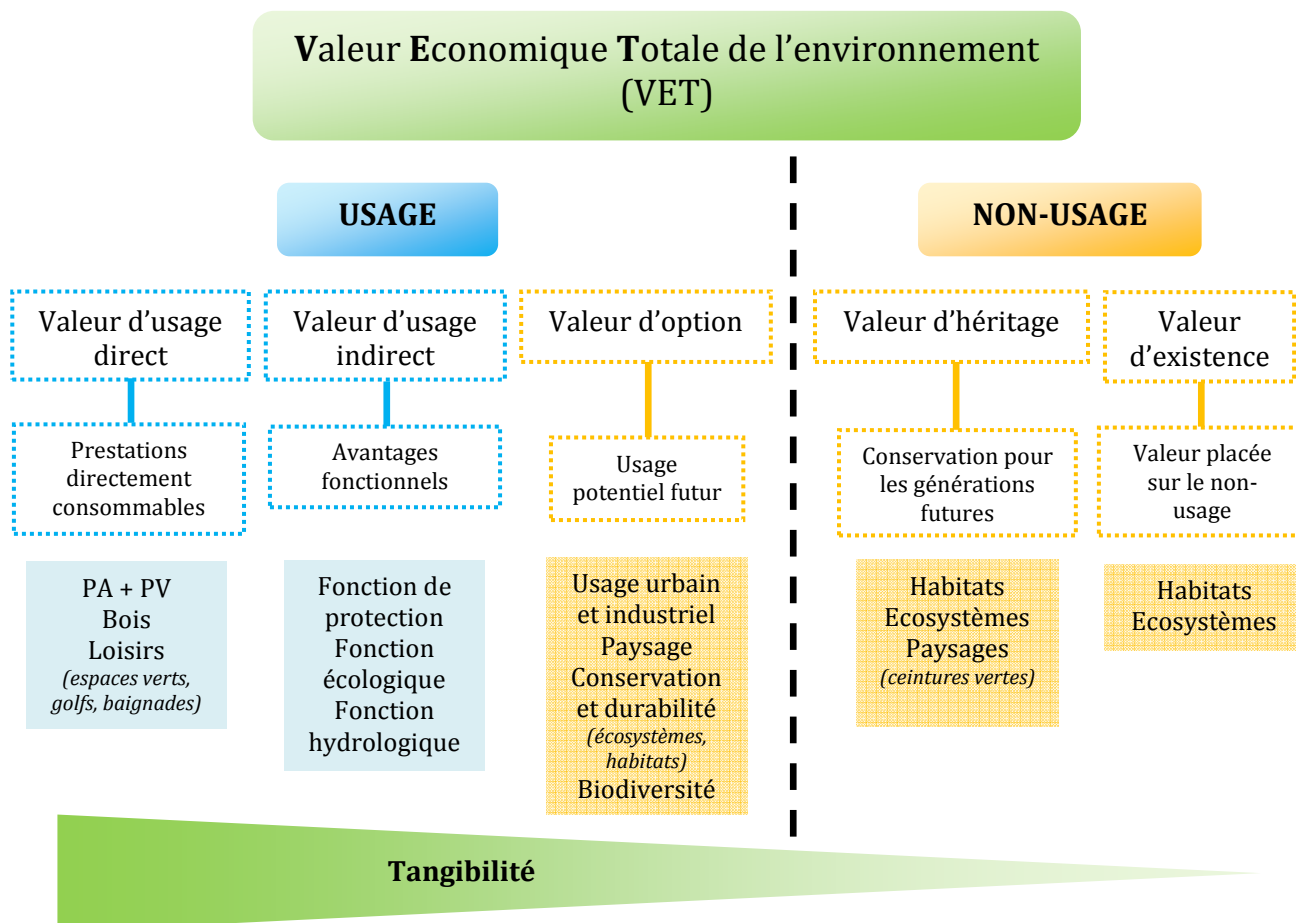 Valeur Economique Totale de l’environnement
(VET)
USAGE
NON-USAGE
Valeur d’usage
direct
Valeur d’usage
indirect
Valeur d’option
Valeur d’héritage
Valeur
d’existence
Prestations
directement
consommables
Avantages
fonctionnels
Usage
potentiel futur
Conservation pour
les générations
futures
Valeur placée
sur le non-
usage
PA + PV
Bois
Loisirs
(espaces verts,
golfs, baignades)
Fonction de
protection
Fonction
écologique
Fonction
hydrologique
Usage urbain
et industriel
Paysage
Conservation
et durabilité
(écosystèmes,
habitats)
Biodiversité
Habitats
Ecosystèmes
Paysages
(ceintures vertes)
Habitats
Ecosystèmes
Tangibilité